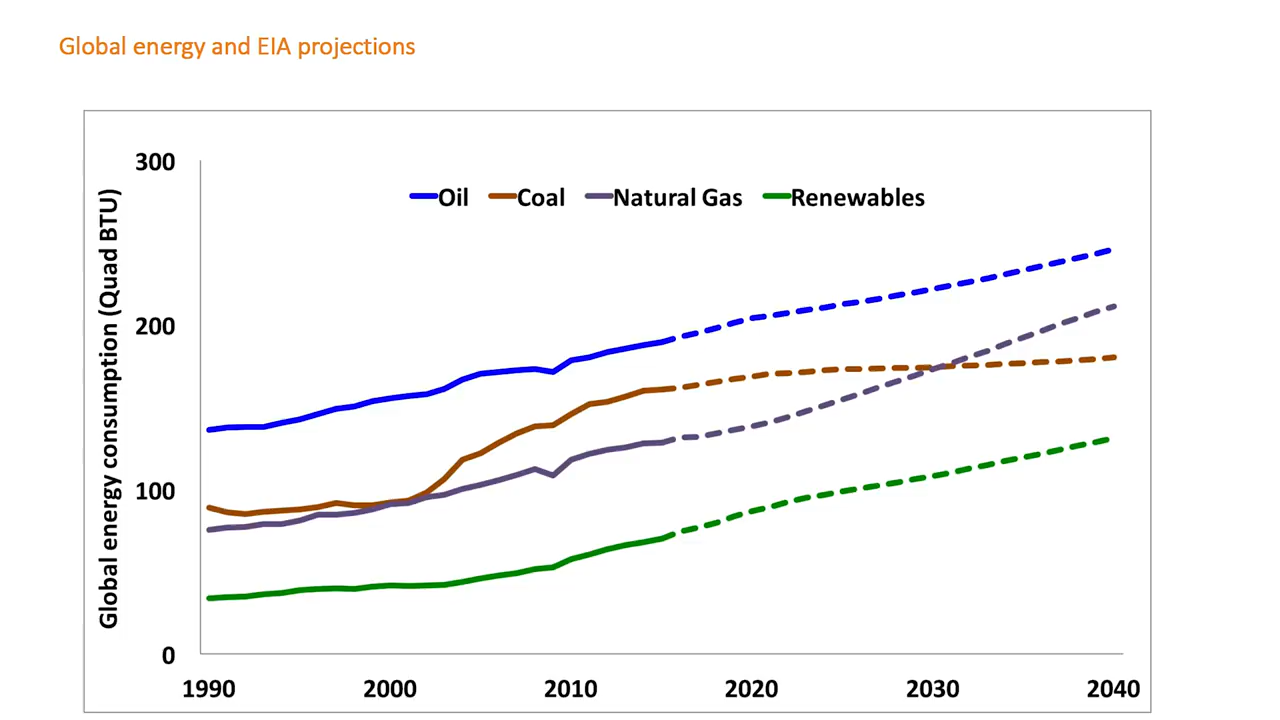 Global energy and EIA projections
Global energy consumption (Quad BTU)
300
200
100
0
Oil Coal Natural Gas Renewables
1990 2000 2010 2020 2030 2040